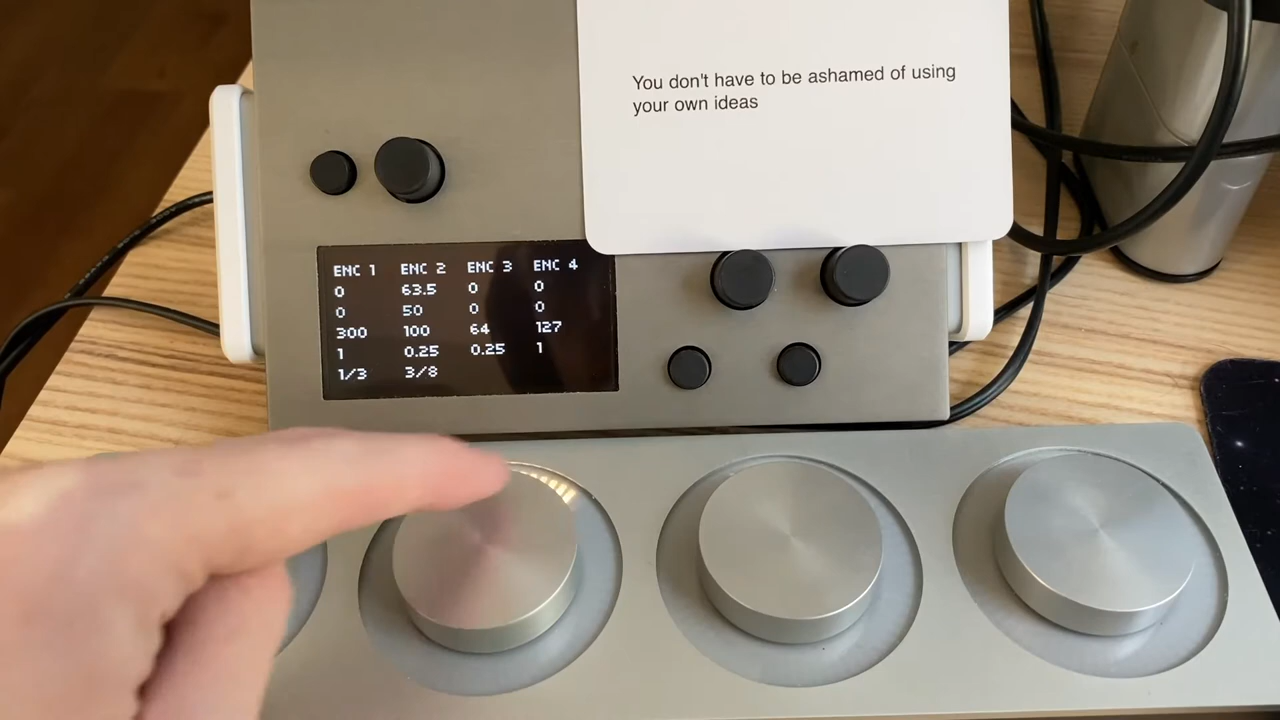 You don't have to be ashamed of using
your own ideas
ENC 1 ENC 2 ENC 3 ENC 4
0 63.5 0 0
0 50 0 0
300 100 64 127
1 0.25 0.25 1
1/3 3/8